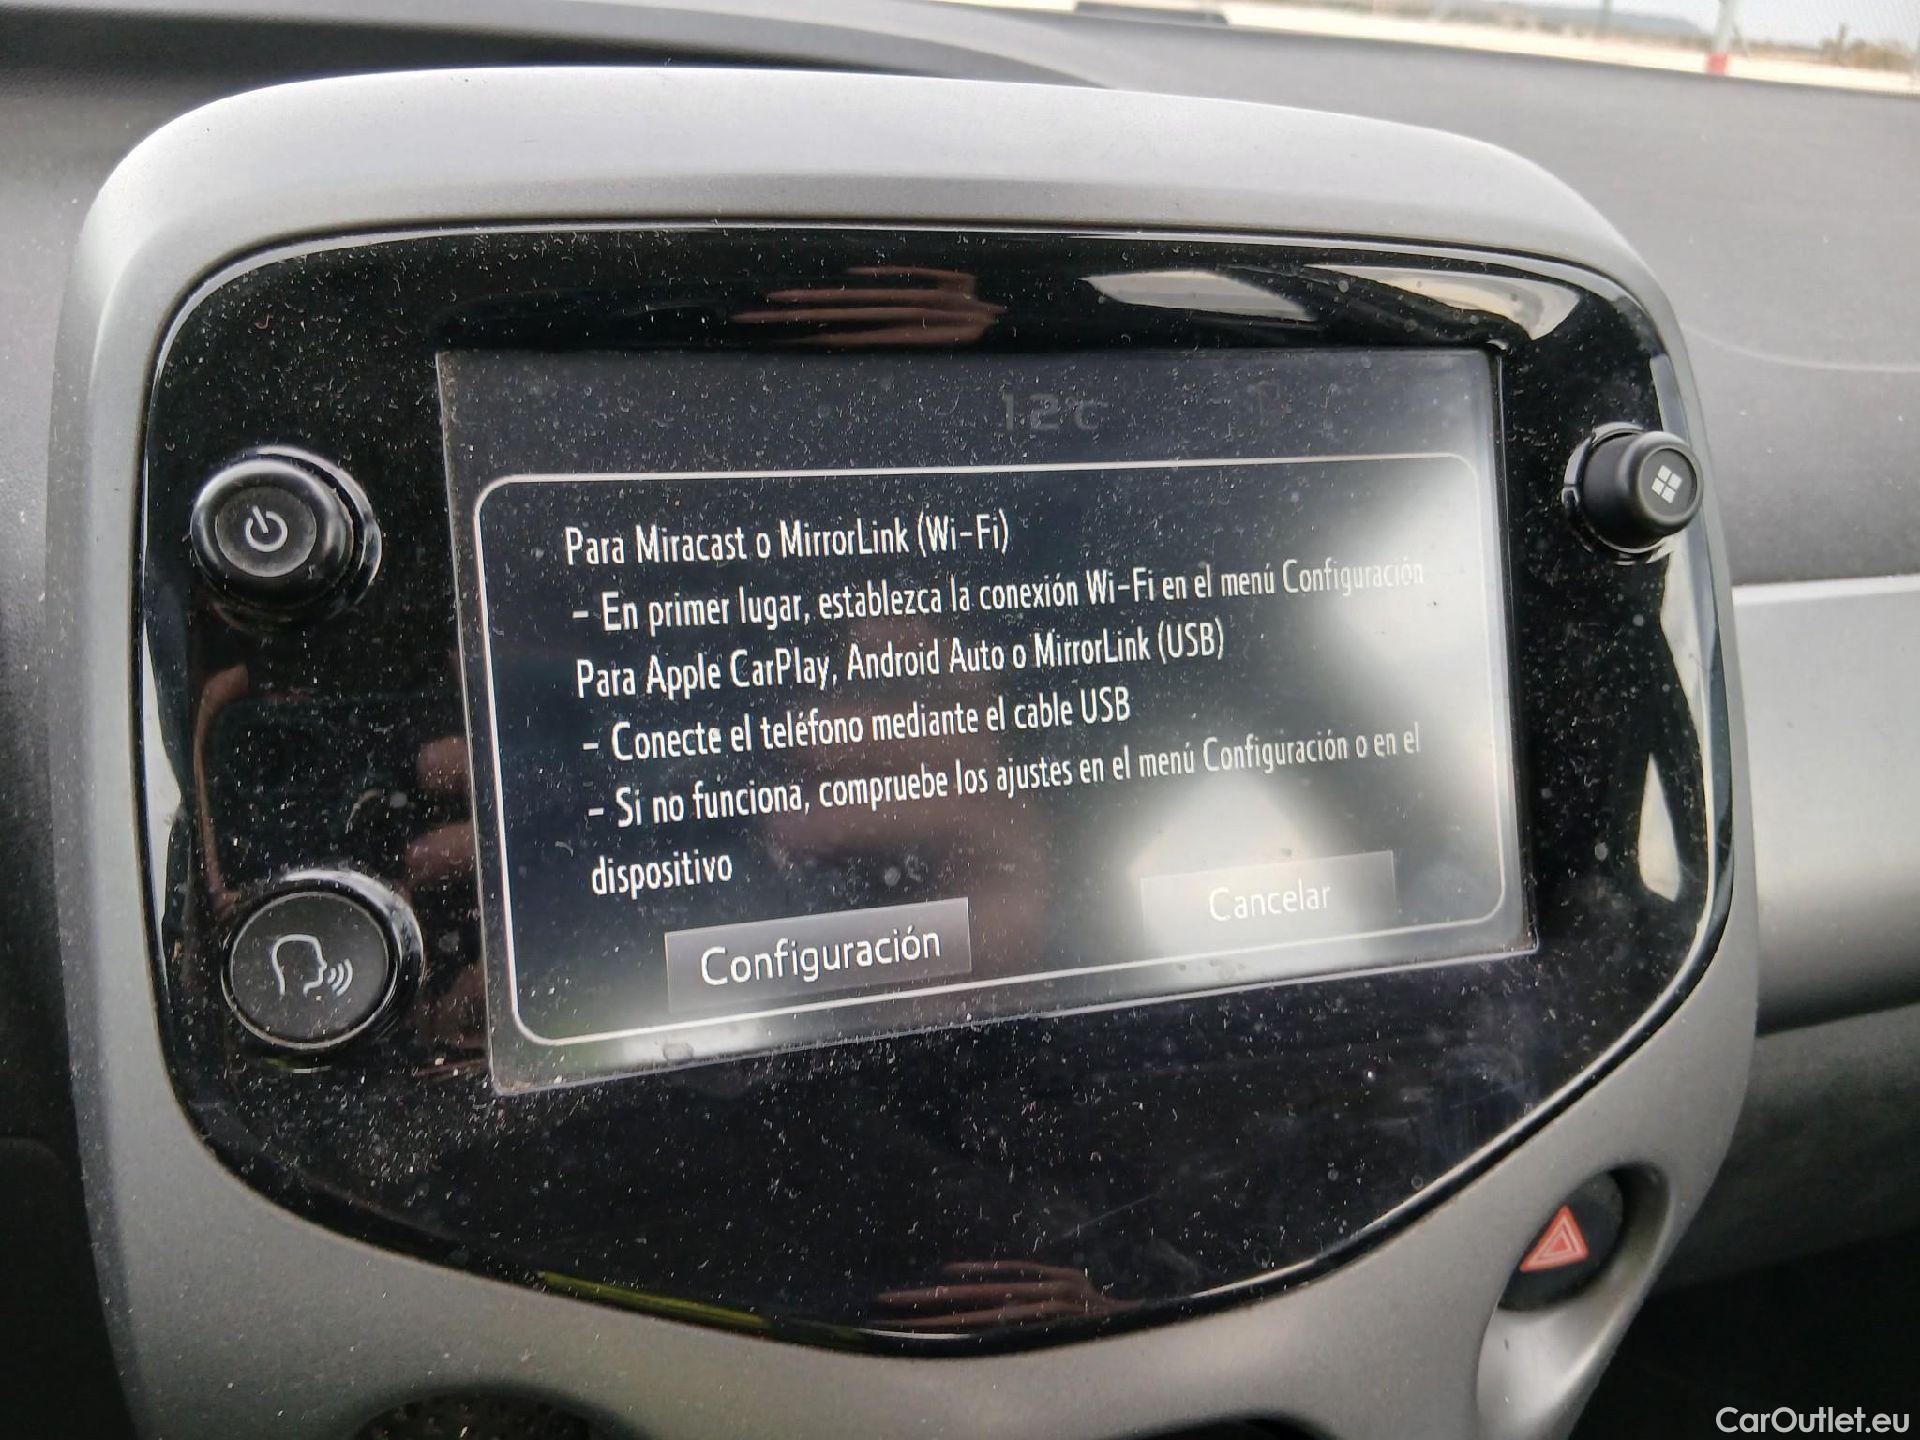 12°C
Para Miracast o MirrorLink (Wi-Fi)
- En primer lugar, establezca la conexión Wi-Fi en el menú Configuración
Para Apple CarPlay, Android Auto o MirrorLink (USB)
- Conecte el teléfono mediante el cable USB
- Si no funciona, compruebe los ajustes en el menú Configuración o en el
dispositivo
Configuración
Cancelar
CarOutlet.eu